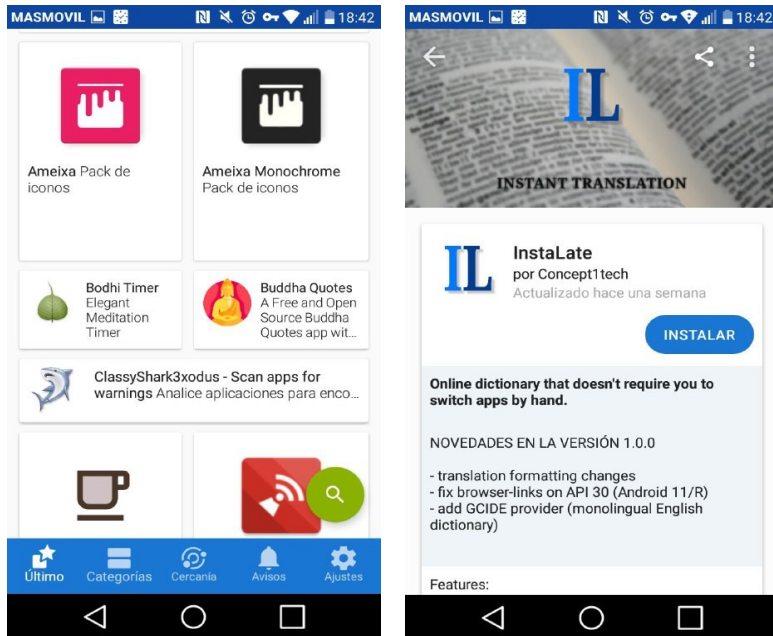 MASMOVIL 18:42
Ameixa Pack de
iconos
Ameixa Monochrome
Pack de iconos
Bodhi Timer
Elegant
Meditation
Timer
Buddha Quotes
A Free and Open
Source Buddha
Quotes app wit...
ClassyShark3xodus - Scan apps for
warnings Analice aplicaciones para enco...
Último Categorías Cercanía Avisos Ajustes
MASMOVIL 18:42
IL
INSTANT TRANSLATION
IL
InstaLate
por Concept1tech
Actualizado hace una semana
INSTALAR
Online dictionary that doesn't require you to
switch apps by hand.
NOVEDADES EN LA VERSIÓN 1.0.0
- translation formatting changes
- fix browser-links on API 30 (Android 11/R)
- add GCIDE provider (monolingual English
dictionary)
Features: